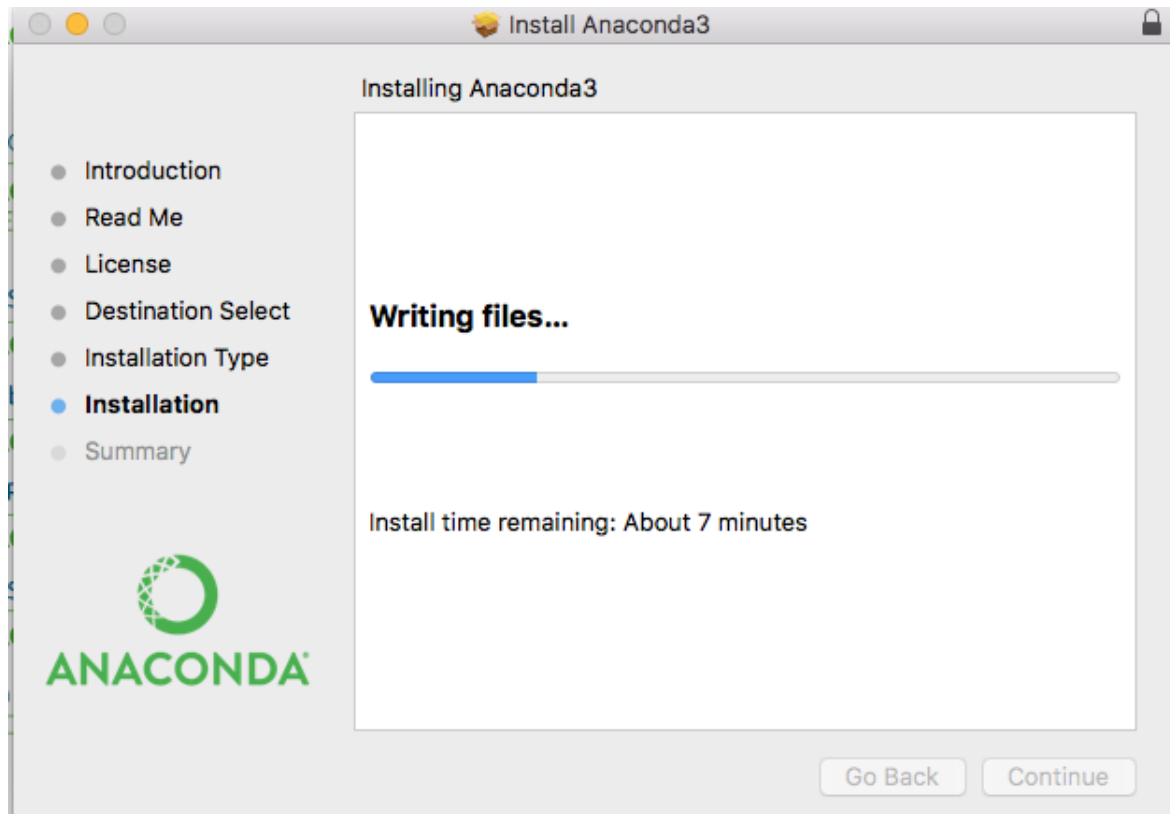 Install Anaconda3
Installing Anaconda3
Introduction
Read Me
License
Destination Select
Installation Type
Installation
Summary
ANACONDA
Writing files...
Install time remaining: About 7 minutes
Go Back
Continue